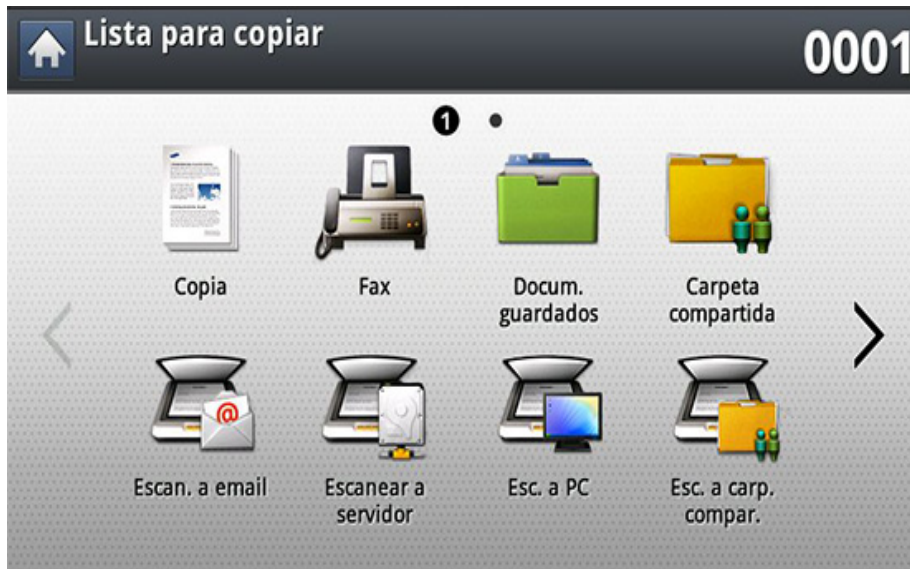 Lista para copiar
0001
1
Copia
Fax
Docum.
guardados
Carpeta
compartida
@
Escan. a email
Escanear a
servidor
Esc. a PC
Esc. a carp.
compar.